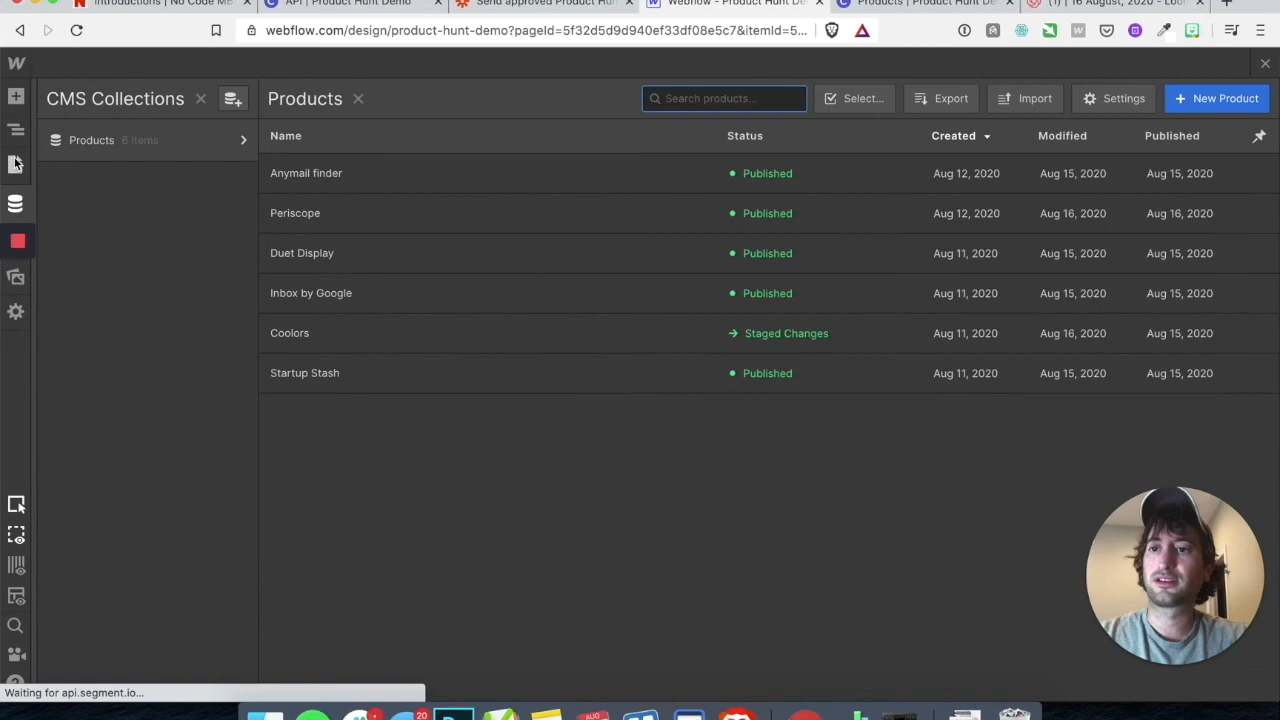 Introductions | No Code M
API | Product Hunt Demo
Send approved Product Hun
Webflow - Product Hunt De
Products | Product Hunt Dem
(1) | 16 August, 2020 - Loo
webflow.com/design/product-hunt-demo?pageId=5f32d5d9d940ef33df08e5c7&itemId=5...
CMS Collections
Products
Search products...
Select...
Export
Import
Settings
New Product
Products 6 Items
Name Status Created Modified Published
Anymail finder Published Aug 12, 2020 Aug 15, 2020 Aug 15, 2020
Periscope Published Aug 12, 2020 Aug 16, 2020 Aug 16, 2020
Duet Display Published Aug 11, 2020 Aug 15, 2020 Aug 15, 2020
Inbox by Google Published Aug 11, 2020 Aug 15, 2020 Aug 15, 2020
Coolors Staged Changes Aug 11, 2020 Aug 16, 2020 Aug 15, 2020
Startup Stash Published Aug 11, 2020 Aug 15, 2020 Aug 15, 2020
Waiting for api.segment.io...
20
AUG